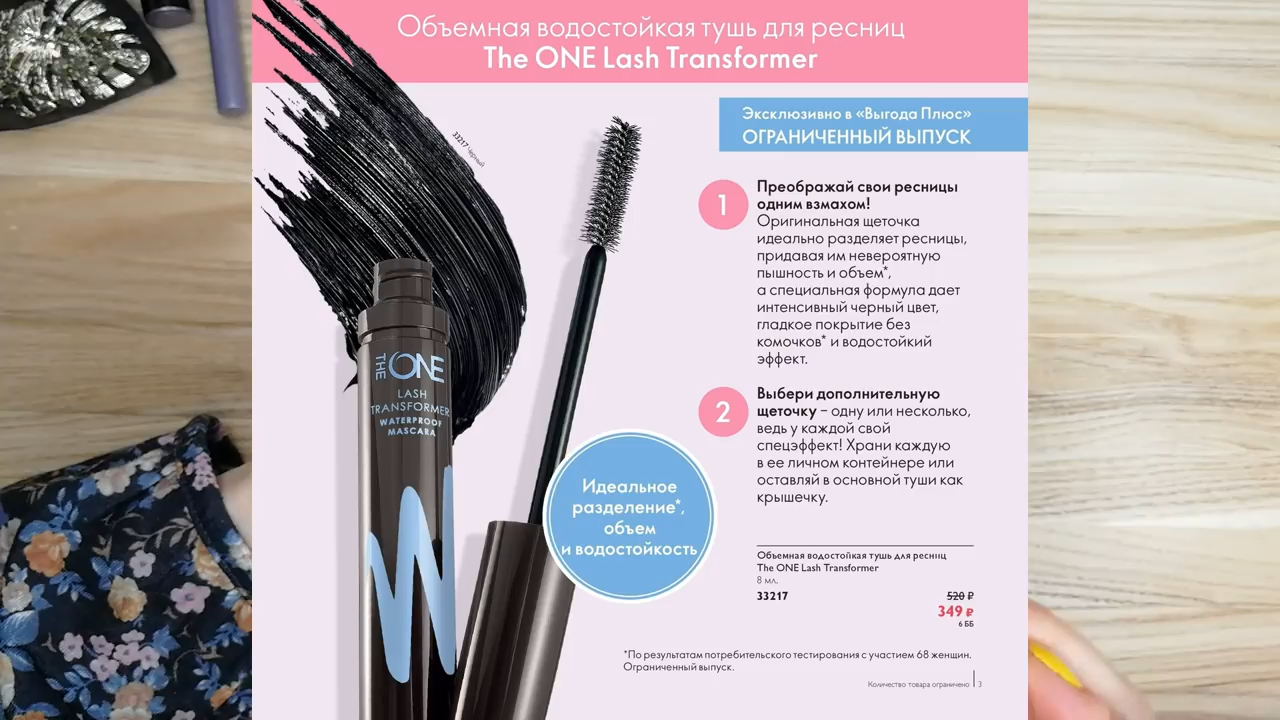 Объемная водостойкая тушь для ресниц
The ONE Lash Transformer
Эксклюзивно в «Выгода Плюс»
ОГРАНИЧЕННЫЙ ВЫПУСК
33217 Черный
1
Преображай свои ресницы
одним взмахом!
Оригинальная щеточка
идеально разделяет ресницы,
придавая им невероятную
пышность и объем*,
а специальная формула дает
интенсивный черный цвет,
гладкое покрытие без
комочков* и водостойкий
эффект.
2
Выбери дополнительную
щеточку – одну или несколько,
ведь у каждой свой
спецэффект! Храни каждую
в ее личном контейнере или
оставляй в основной туши как
крышечку.
THE ONE
LASH
TRANSFORMER
WATERPROOF
MASCARA
Идеальное
разделение*,
объем
и водостойкость
Объемная водостойкая тушь для ресниц
The ONE Lash Transformer
8 мл.
33217 520 ₽
349 ₽
6 ББ
*По результатам потребительского тестирования с участием 68 женщин.
Ограниченный выпуск.
Количество товара ограничено 3